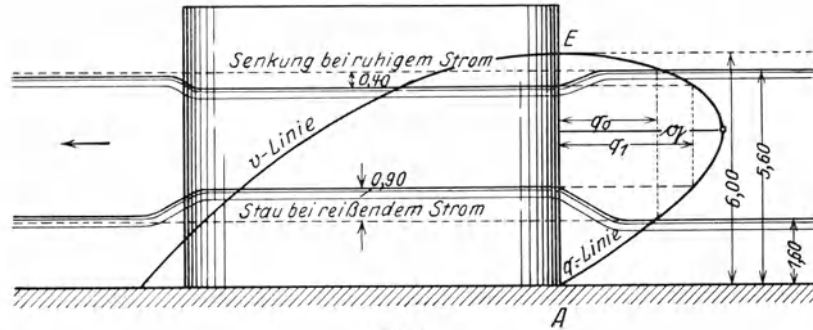 E
Senkung bei ruhigem Strom
0,40
v-Linie
q₀
q
q₁
6,00
5,60
0,90
Stau bei reißendem Strom
q-Linie
1,60
A